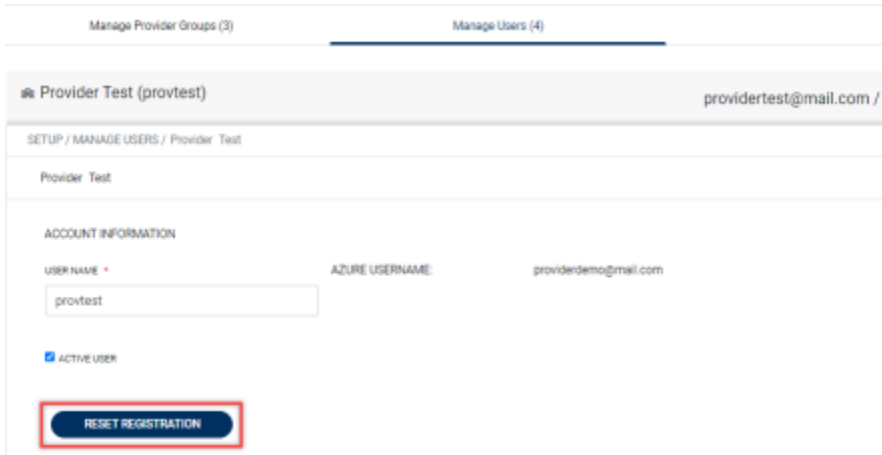 Manage Provider Groups (3)
Manage Users (4)
Provider Test (provtest)
providertest@mail.com /
SETUP / MANAGE USERS / Provider Test
Provider Test
ACCOUNT INFORMATION
USER NAME *
AZURE USERNAME:
providerdemo@mail.com
provtest
ACTIVE USER
RESET REGISTRATION